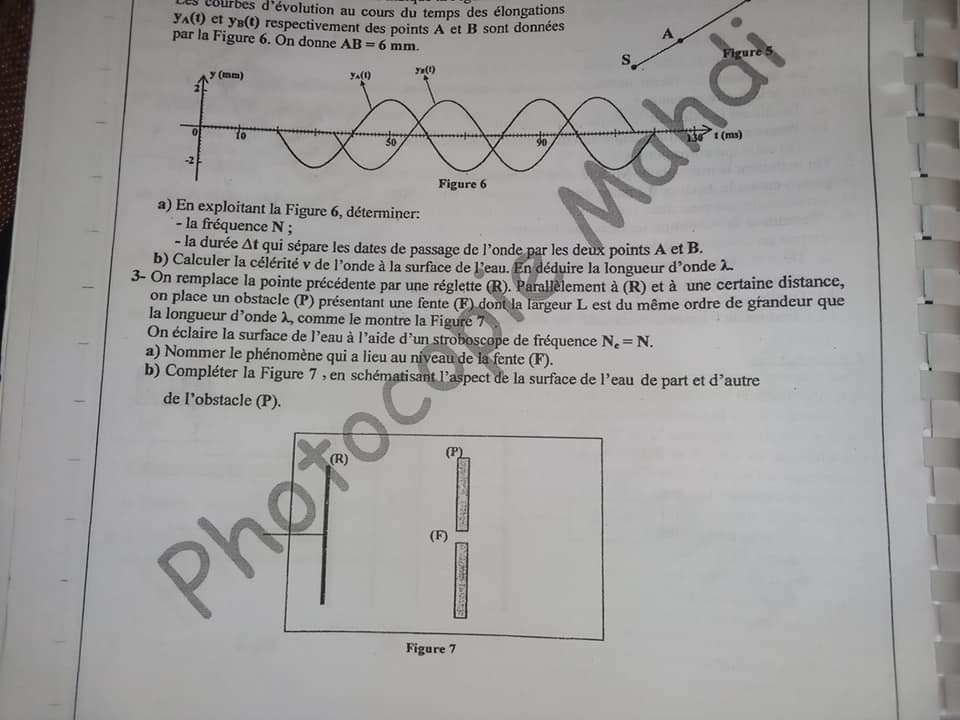 Les courbes d'évolution au cours du temps des élongations
yA(t) et yB(t) respectivement des points A et B sont données
par la Figure 6. On donne AB = 6 mm.
A
S
Figure 5
y (mm)
yA(t)
yB(t)
2
0
10
50
90
130
t (ms)
-2
Figure 6
a) En exploitant la Figure 6, déterminer:
- la fréquence N ;
- la durée Δt qui sépare les dates de passage de l'onde par les deux points A et B.
b) Calculer la célérité v de l'onde à la surface de l'eau. En déduire la longueur d'onde λ.
3- On remplace la pointe précédente par une réglette (R). Parallèlement à (R) et à une certaine distance,
on place un obstacle (P) présentant une fente (F) dont la largeur L est du même ordre de grandeur que
la longueur d'onde λ, comme le montre la Figure 7
On éclaire la surface de l'eau à l'aide d'un stroboscope de fréquence Ne = N.
a) Nommer le phénomène qui a lieu au niveau de la fente (F).
b) Compléter la Figure 7 , en schématisant l'aspect de la surface de l'eau de part et d'autre
de l'obstacle (P).
(R)
(P)
(F)
Figure 7
Photocopie Mahdi